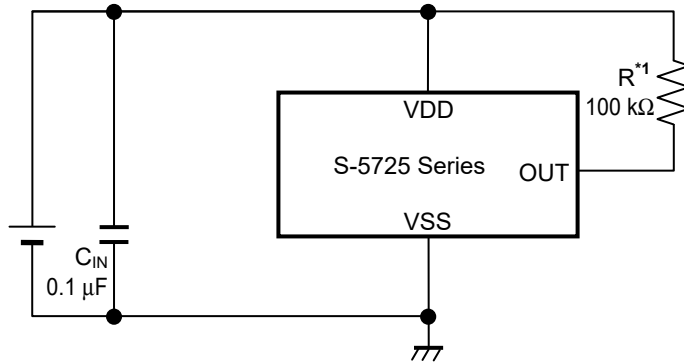 R*1
100 kΩ
VDD
S-5725 Series
OUT
VSS
CIN
0.1 μF